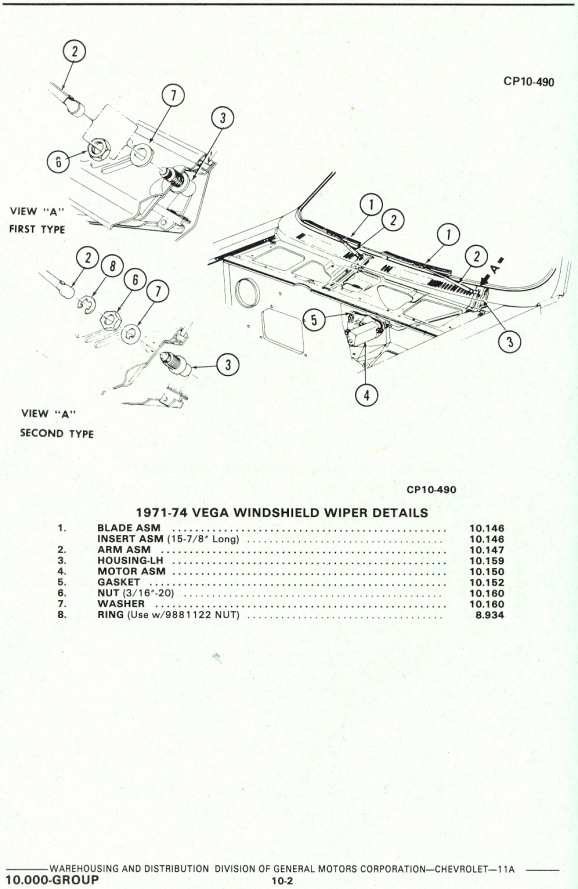 CP10-490
2
7
3
6
VIEW "A"
FIRST TYPE
1
2
1
2
"A"
2
8
6
7
5
3
3
4
VIEW "A"
SECOND TYPE
CP10-490
1971-74 VEGA WINDSHIELD WIPER DETAILS
1. BLADE ASM 10.146
INSERT ASM (15-7/8" Long) 10.146
2. ARM ASM 10.147
3. HOUSING-LH 10.159
4. MOTOR ASM 10.150
5. GASKET 10.152
6. NUT (3/16"-20) 10.160
7. WASHER 10.160
8. RING (Use w/9881122 NUT) 8.934
WAREHOUSING AND DISTRIBUTION DIVISION OF GENERAL MOTORS CORPORATION—CHEVROLET—11A
10.000-GROUP 10-2